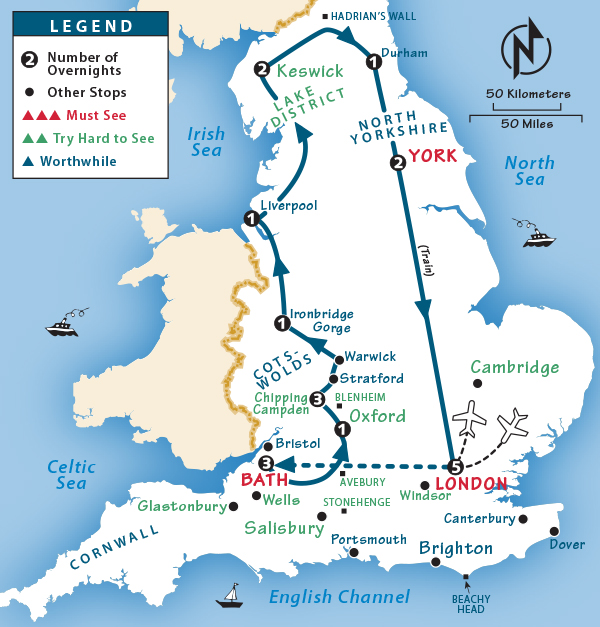 LEGEND
2 Number of
Overnights
Other Stops
Must See
Try Hard to See
Worthwhile
HADRIAN'S WALL
N
50 Kilometers
50 Miles
1 Durham
2 Keswick
LAKE
DISTRICT
NORTH
YORKSHIRE
Irish
Sea
2 YORK
North
Sea
1 Liverpool
(Train)
1 Ironbridge
Gorge
COTS-
WOLDS
Warwick
Stratford
Cambridge
3 Chipping
Campden
BLENHEIM
1 Oxford
Bristol
3 BATH
5 LONDON
Celtic
Sea
AVEBURY
Windsor
Wells
Glastonbury
STONEHENGE
Salisbury
Canterbury
CORNWALL
Portsmouth
Brighton
Dover
BEACHY
HEAD
English Channel